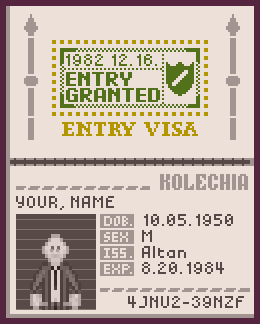 1982 12.16.
ENTRY
GRANTED
ENTRY VISA
KOLECHIA
YOUR, NAME
DOB. 10.05.1950
SEX M
ISS. Altan
EXP. 8.20.1984
4JNU2-39NZF